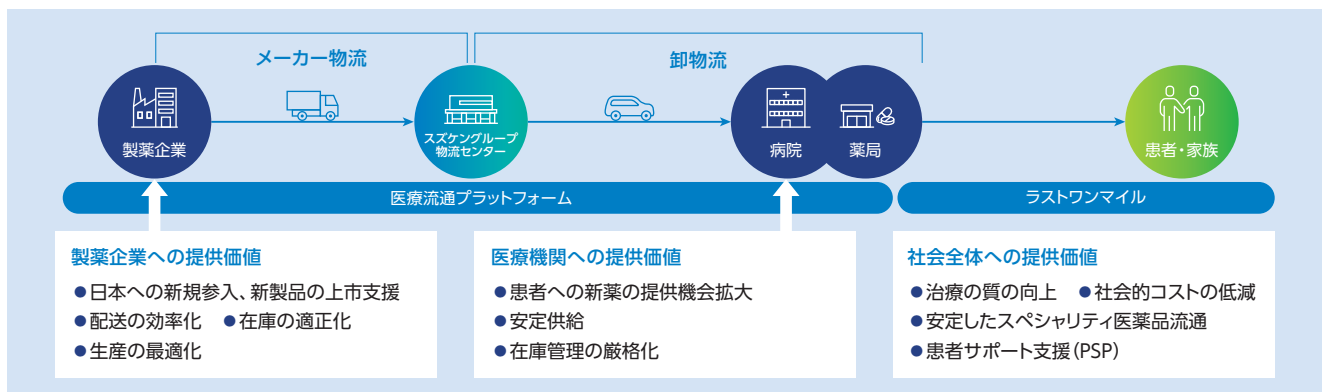 メーカー物流
卸物流
製薬企業
スズケングループ
物流センター
病院
薬局
患者・家族
医療流通プラットフォーム
ラストワンマイル
製薬企業への提供価値
●日本への新規参入、新製品の上市支援
●配送の効率化 ●在庫の適正化
●生産の最適化
医療機関への提供価値
●患者への新薬の提供機会拡大
●安定供給
●在庫管理の厳格化
社会全体への提供価値
●治療の質の向上 ●社会的コストの低減
●安定したスペシャリティ医薬品流通
●患者サポート支援(PSP)